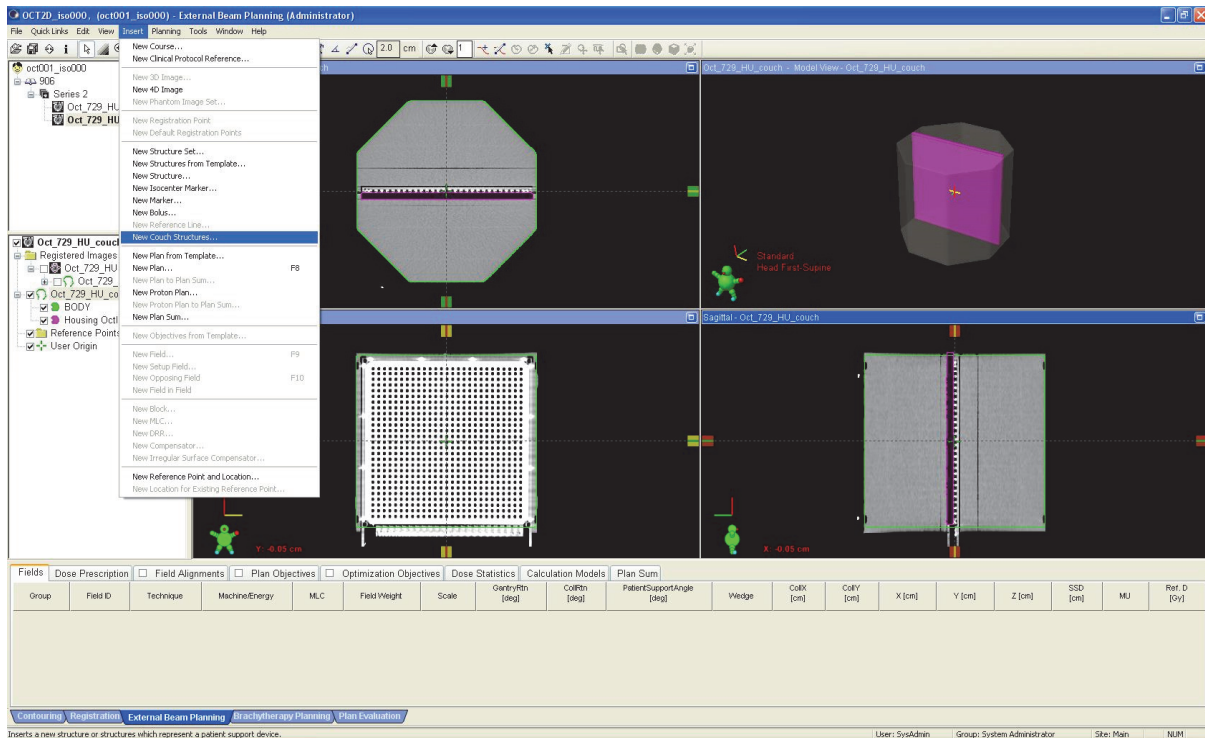 OCT2D_iso000, (oct001_iso000) - External Beam Planning (Administrator)
File QuickLinks Edit View Insert Planning Tools Window Help
2.0 cm 1
oct001_iso000
906
Series 2
Oct_729_HU
Oct_729_HU
New Course...
New Clinical Protocol Reference...
New 3D Image...
New 4D Image
New Phantom Image Set...
New Registration Point
New Default Registration Points
New Structure Set...
New Structures from Template...
New Structure...
New Isocenter Marker...
New Marker...
New Bolus...
New Reference Line...
New Couch Structures...
New Plan from Template...
New Plan... F8
New Plan to Plan Sum...
New Proton Plan...
New Proton Plan to Plan Sum...
New Plan Sum...
New Objectives from Template...
New Field... F9
New Setup Field...
New Opposing Field F10
New Field in Field
New Block...
New MLC...
New DRR...
New Compensator...
New Irregular Surface Compensator...
New Reference Point and Location...
New Location for Existing Reference Point...
Oct_729_HU_couch
Registered Images
Oct_729_HU
Oct_729_
Oct_729_HU_co
BODY
Housing Oct
Reference Points
User Origin
Oct_729_HU_couch - Model View - Oct_729_HU_couch
Standard
Head First-Supine
Y -0.05 cm
Sagittal - Oct_729_HU_couch
X -0.05 cm
Fields Dose Prescription Field Alignments Plan Objectives Optimization Objectives Dose Statistics Calculation Models Plan Sum
Group Field ID Technique Machine/Energy MLC Field Weight Scale GantryRtn [deg] CollRtn [deg] PatientSupportAngle [deg] Wedge CollX [cm] CollY [cm] X [cm] Y [cm] Z [cm] SSD [cm] MU Ref. D [Gy]
Contouring Registration External Beam Planning Brachytherapy Planning Plan Evaluation
Inserts a new structure or structures which represent a patient support device. User: SysAdmin Group: System Administrator Site: Main NUM